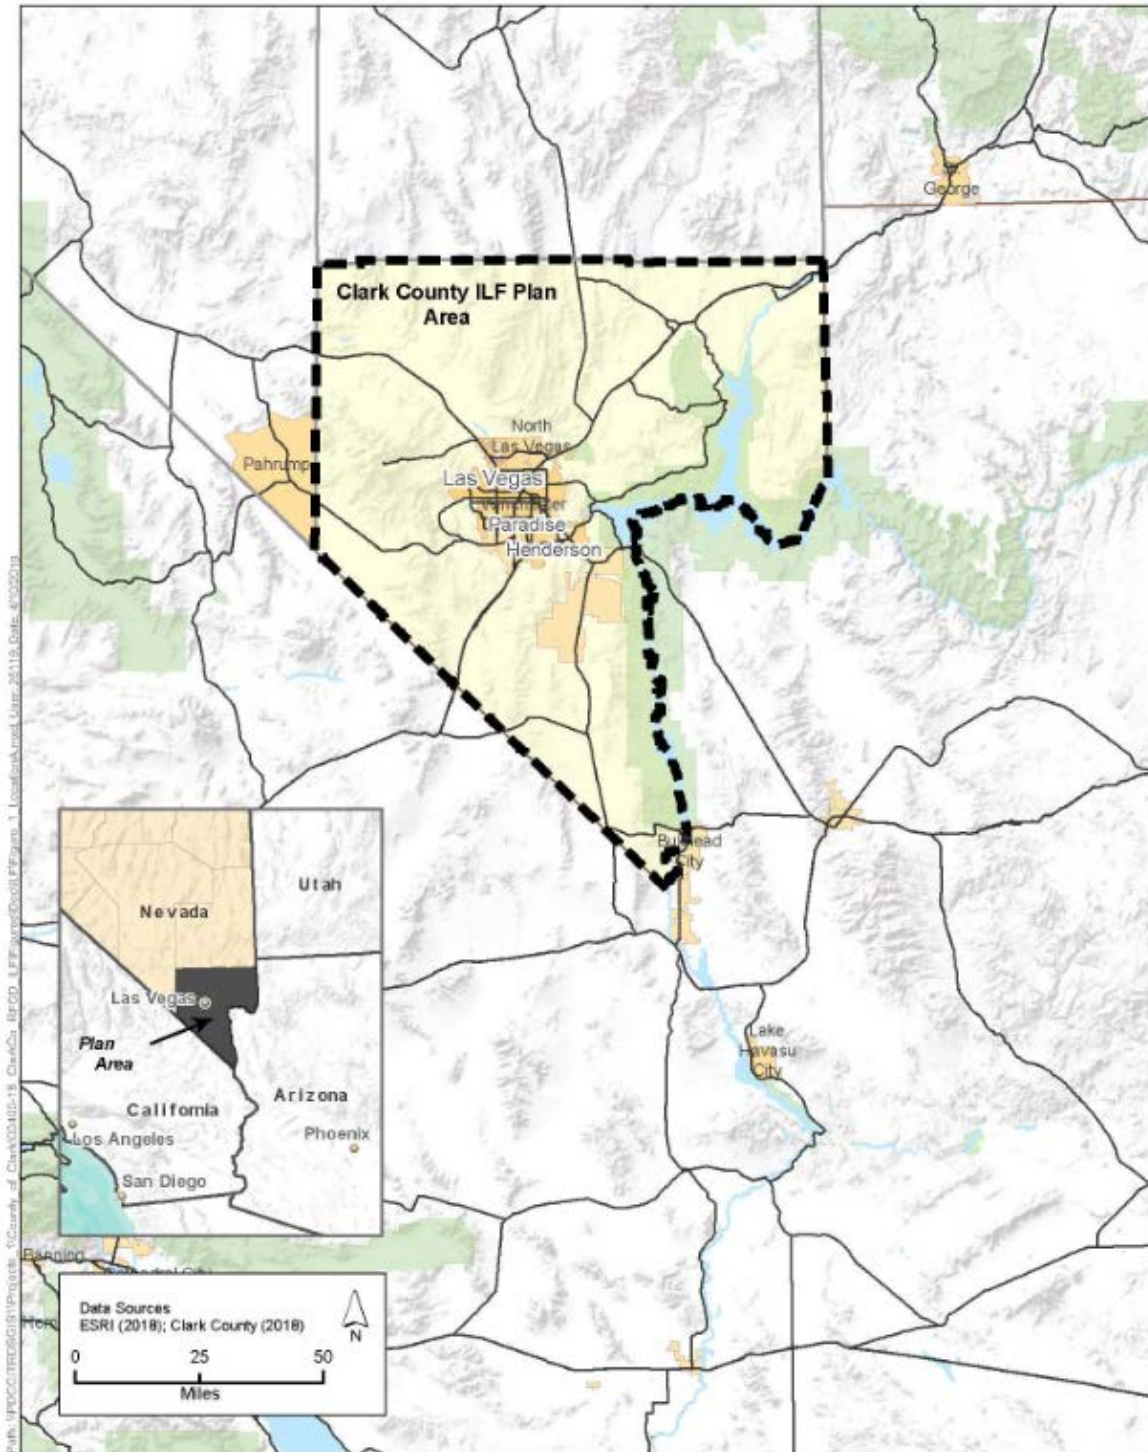 George
Clark County ILF Plan
Area
North
Las Vegas
Pahrump
Las Vegas
Paradise
Henderson
Bullhead
City
Utah
Nevada
Las Vegas
Plan
Area
Arizona
California
Phoenix
Los Angeles
San Diego
Lake
Havasu
City
Banning
Cathedral City
Data Sources
ESRI (2018); Clark County (2018)
N
0 25 50
Miles